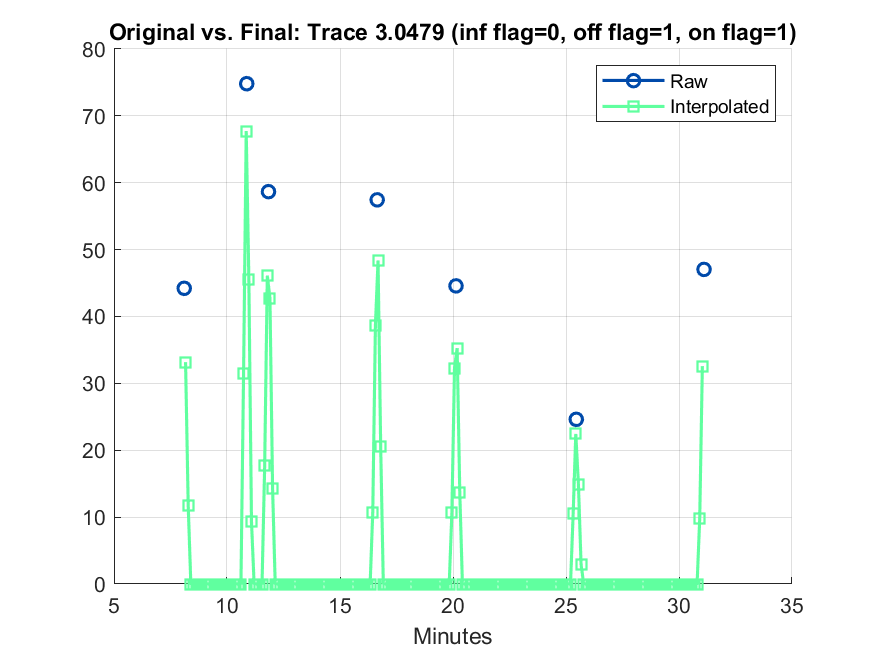 Original vs. Final: Trace 3.0479 (inf flag=0, off flag=1, on flag=1)
80
70
60
50
40
30
20
10
0
Raw
Interpolated
5 10 15 20 25 30 35
Minutes